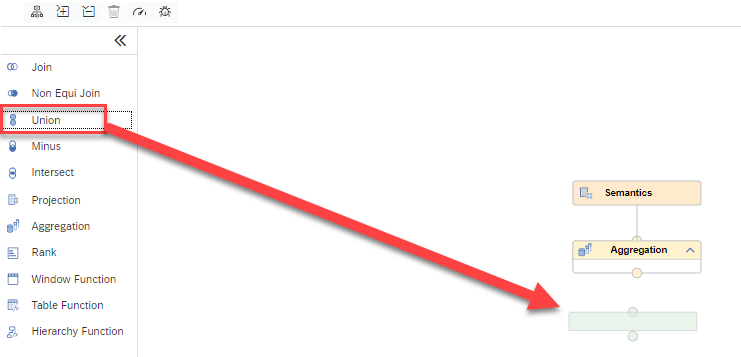 Join
Non Equi Join
Union
Minus
Intersect
Projection
Aggregation
Rank
Window Function
Table Function
Hierarchy Function
Semantics
Aggregation